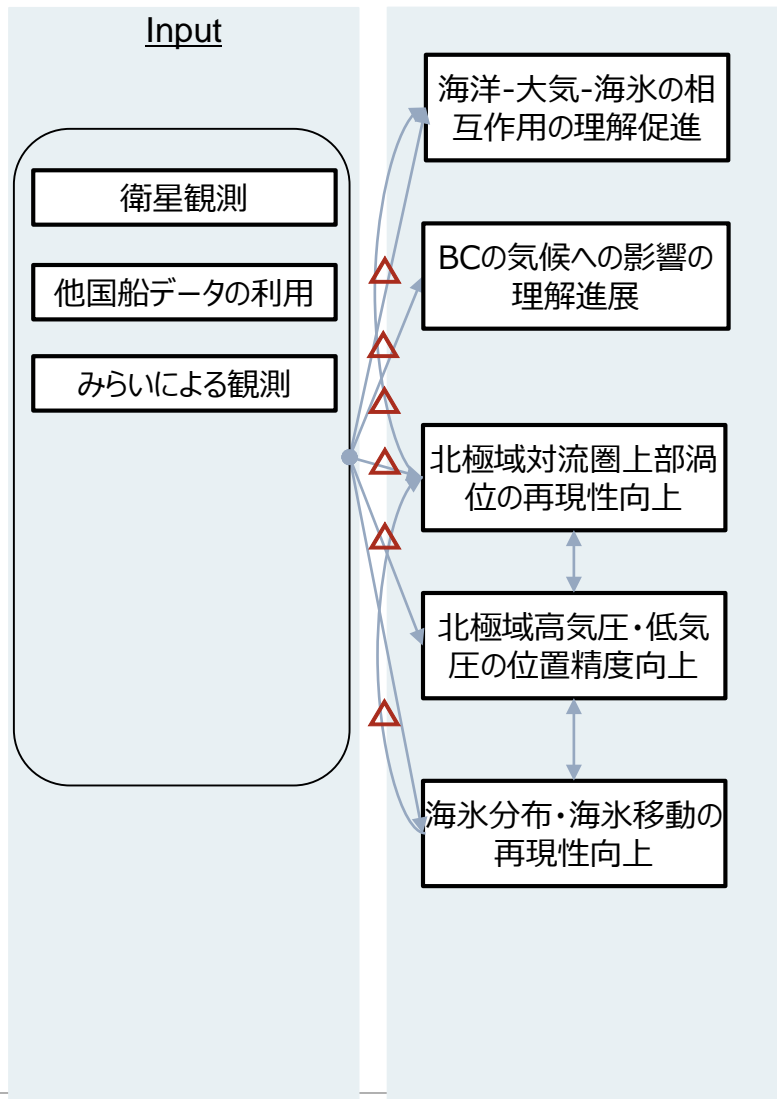 Input
衛星観測
他国船データの利用
みらいによる観測
海洋-大気-海氷の相
互作用の理解促進
BCの気候への影響の
理解進展
北極域対流圏上部渦
位の再現性向上
北極域高気圧・低気
圧の位置精度向上
海氷分布・海氷移動の
再現性向上